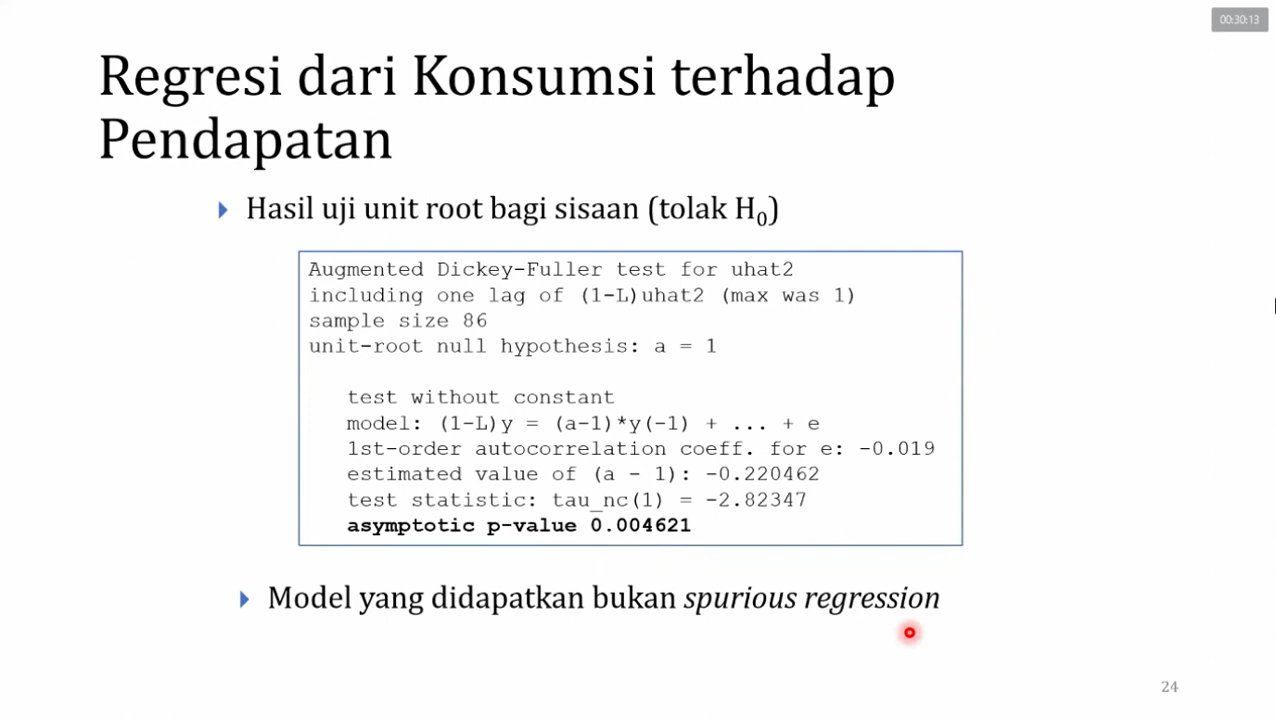 00:30:13
Regresi dari Konsumsi terhadap
Pendapatan
Hasil uji unit root bagi sisaan (tolak H₀)
Augmented Dickey-Fuller test for uhat2
including one lag of (1-L)uhat2 (max was 1)
sample size 86
unit-root null hypothesis: a = 1
test without constant
model: (1-L)y = (a-1)*y(-1) + ... + e
1st-order autocorrelation coeff. for e: -0.019
estimated value of (a - 1): -0.220462
test statistic: tau_nc(1) = -2.82347
asymptotic p-value 0.004621
Model yang didapatkan bukan spurious regression
24